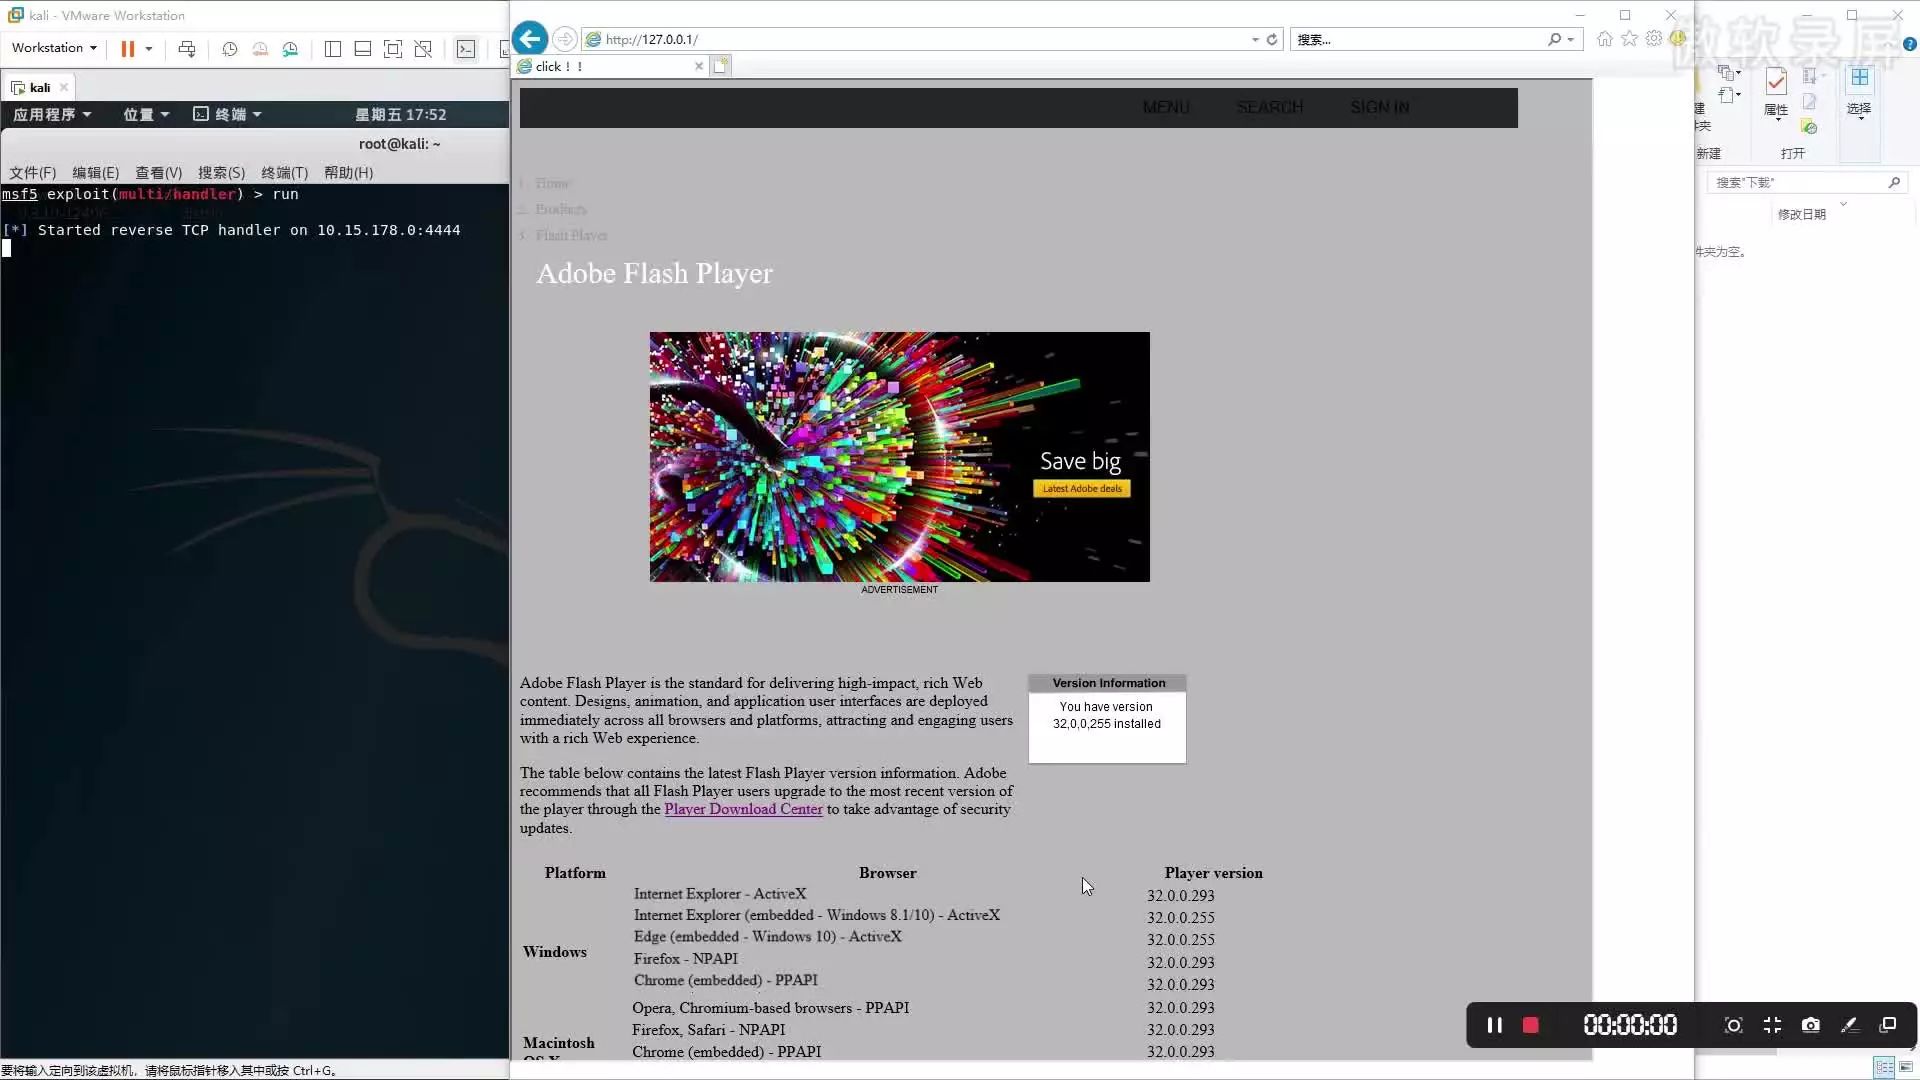 kali - VMware Workstation
Workstation
kali
应用程序 位置 终端 星期五 17:52
root@kali: ~
文件(F) 编辑(E) 查看(V) 搜索(S) 终端(T) 帮助(H)
msf5 exploit(multi/handler) > run
[*] Started reverse TCP handler on 10.15.178.0:4444
要将输入定向到该虚拟机，请将鼠标指针移入其中或按 Ctrl+G。
http://127.0.0.1/
搜索...
click！！
MENU SEARCH SIGN IN
1. Home
2. Products
3. Flash Player
Adobe Flash Player
Save big
Latest Adobe deals
ADVERTISEMENT
Adobe Flash Player is the standard for delivering high-impact, rich Web
content. Designs, animation, and application user interfaces are deployed
immediately across all browsers and platforms, attracting and engaging users
with a rich Web experience.
Version Information
You have version
32,0,0,255 installed
The table below contains the latest Flash Player version information. Adobe
recommends that all Flash Player users upgrade to the most recent version of
the player through the Player Download Center to take advantage of security
updates.
Platform Browser Player version
Internet Explorer - ActiveX 32.0.0.293
Internet Explorer (embedded - Windows 8.1/10) - ActiveX 32.0.0.255
Edge (embedded - Windows 10) - ActiveX 32.0.0.255
Windows
Firefox - NPAPI 32.0.0.293
Chrome (embedded) - PPAPI 32.0.0.293
Opera, Chromium-based browsers - PPAPI 32.0.0.293
Macintosh
OS X
Firefox, Safari - NPAPI 32.0.0.293
Chrome (embedded) - PPAPI 32.0.0.293
傲软录屏
属性
选择
新建
打开
搜索"下载"
修改日期
件夹为空。
00:00:00